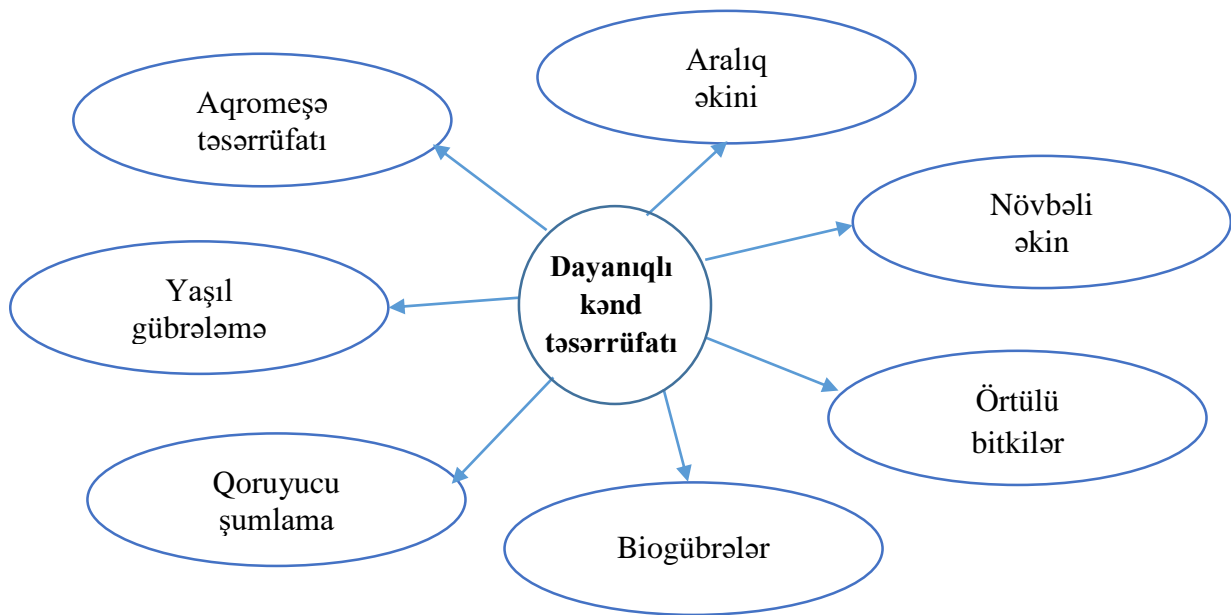 Aralıq
əkini
Aqromeşə
təsərrüfatı
Növbəli
əkin
Dayanıqlı
kənd
təsərrüfatı
Yaşıl
gübrələmə
Örtülü
bitkilər
Qoruyucu
şumlama
Biogübrələr